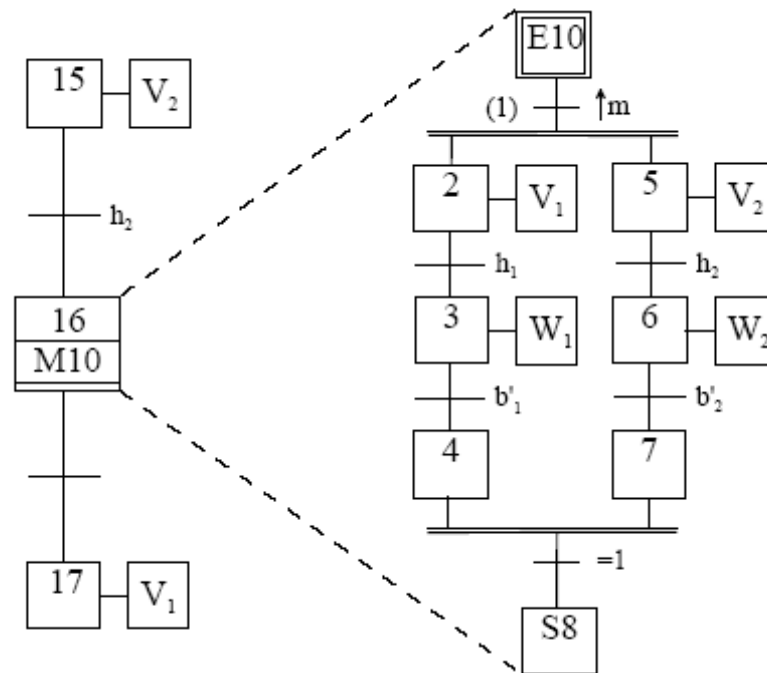 15
V₂
h₂
16
M10
17
V₁
E10
(1)
↑m
2
V₁
5
V₂
h₁
h₂
3
W₁
6
W₂
b'₁
b'₂
4
7
=1
S8